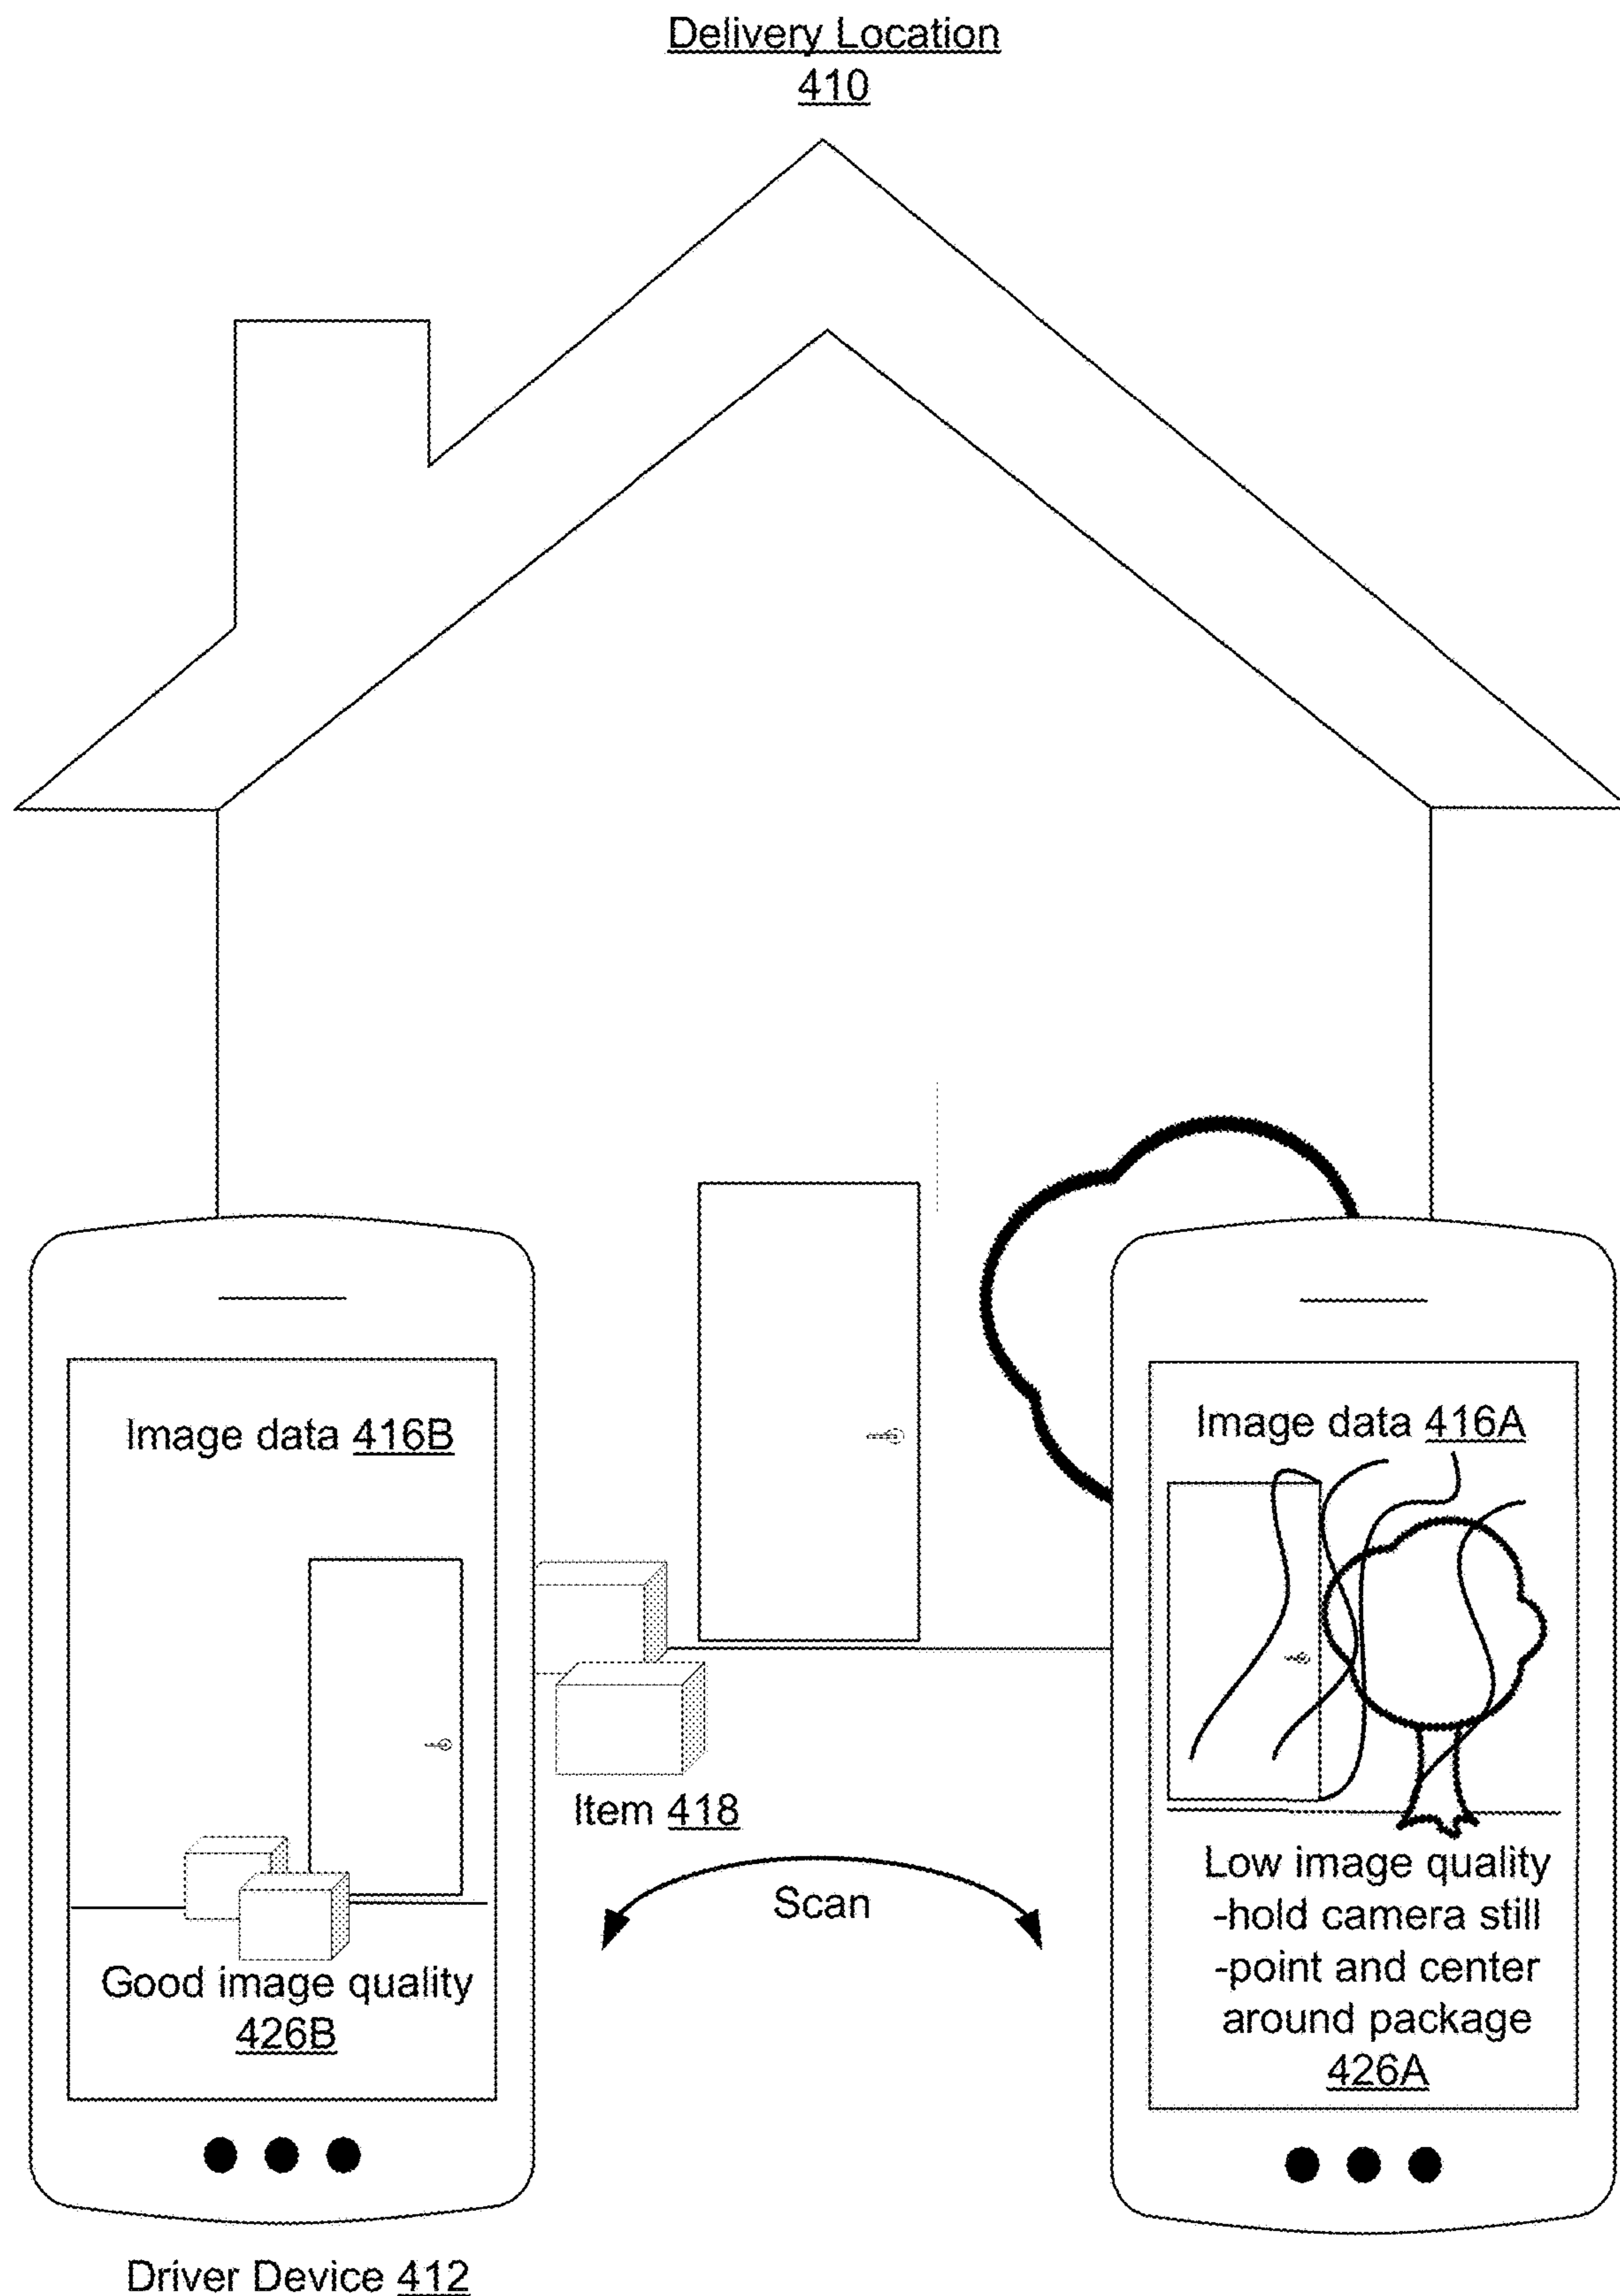 Delivery Location
410
Image data 416B
Good image quality
426B
Item 418
Scan
Image data 416A
Low image quality
-hold camera still
-point and center
around package
426A
Driver Device 412